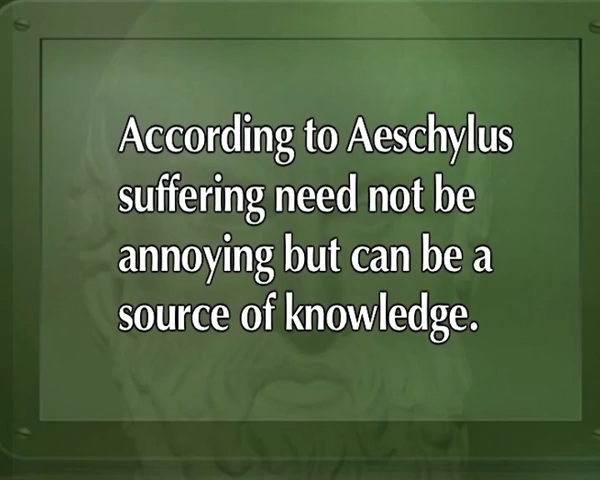 According to Aeschylus
suffering need not be
annoying but can be a
source of knowledge.